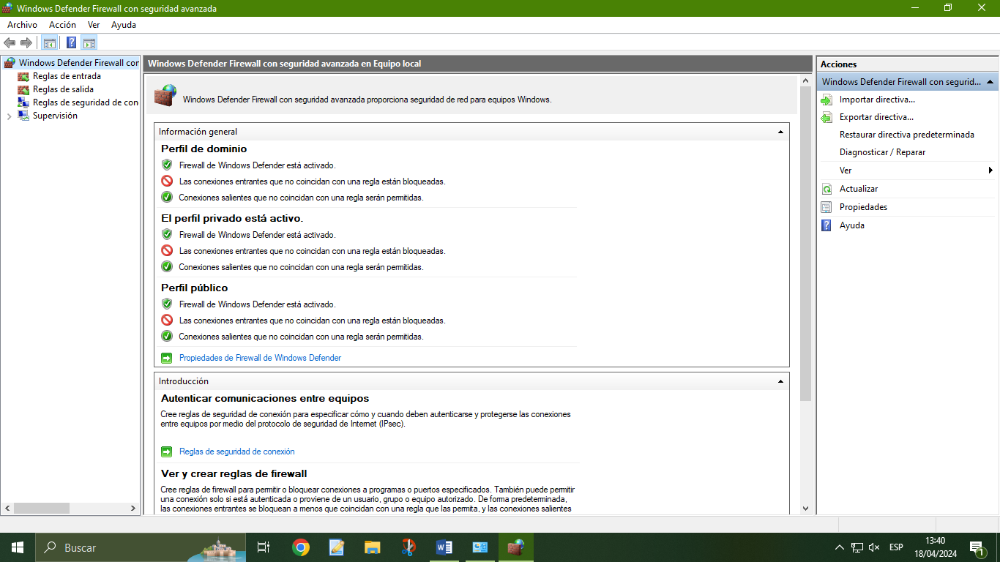 Windows Defender Firewall con seguridad avanzada
Archivo Acción Ver Ayuda
Windows Defender Firewall cor
Reglas de entrada
Reglas de salida
Reglas de seguridad de con
Supervisión
Windows Defender Firewall con seguridad avanzada en Equipo local
Windows Defender Firewall con seguridad avanzada proporciona seguridad de red para equipos Windows.
Información general
Perfil de dominio
Firewall de Windows Defender está activado.
Las conexiones entrantes que no coincidan con una regla están bloqueadas.
Conexiones salientes que no coincidan con una regla serán permitidas.
El perfil privado está activo.
Firewall de Windows Defender está activado.
Las conexiones entrantes que no coincidan con una regla están bloqueadas.
Conexiones salientes que no coincidan con una regla serán permitidas.
Perfil público
Firewall de Windows Defender está activado.
Las conexiones entrantes que no coincidan con una regla están bloqueadas.
Conexiones salientes que no coincidan con una regla serán permitidas.
Propiedades de Firewall de Windows Defender
Introducción
Autenticar comunicaciones entre equipos
Cree reglas de seguridad de conexión para especificar cómo y cuando deben autenticarse y protegerse las conexiones
entre equipos por medio del protocolo de seguridad de Internet (IPsec).
Reglas de seguridad de conexión
Ver y crear reglas de firewall
Cree reglas de firewall para permitir o bloquear conexiones a programas o puertos especificados. También puede permitir
una conexión solo si está autenticada o proviene de un usuario, grupo o equipo autorizado. De forma predeterminada,
las conexiones entrantes se bloquean a menos que coincidan con una regla que las permita, y las conexiones salientes
Acciones
Windows Defender Firewall con segurid...
Importar directiva...
Exportar directiva...
Restaurar directiva predeterminada
Diagnosticar / Reparar
Ver
Actualizar
Propiedades
Ayuda
Buscar
ESP
13:40
18/04/2024
1